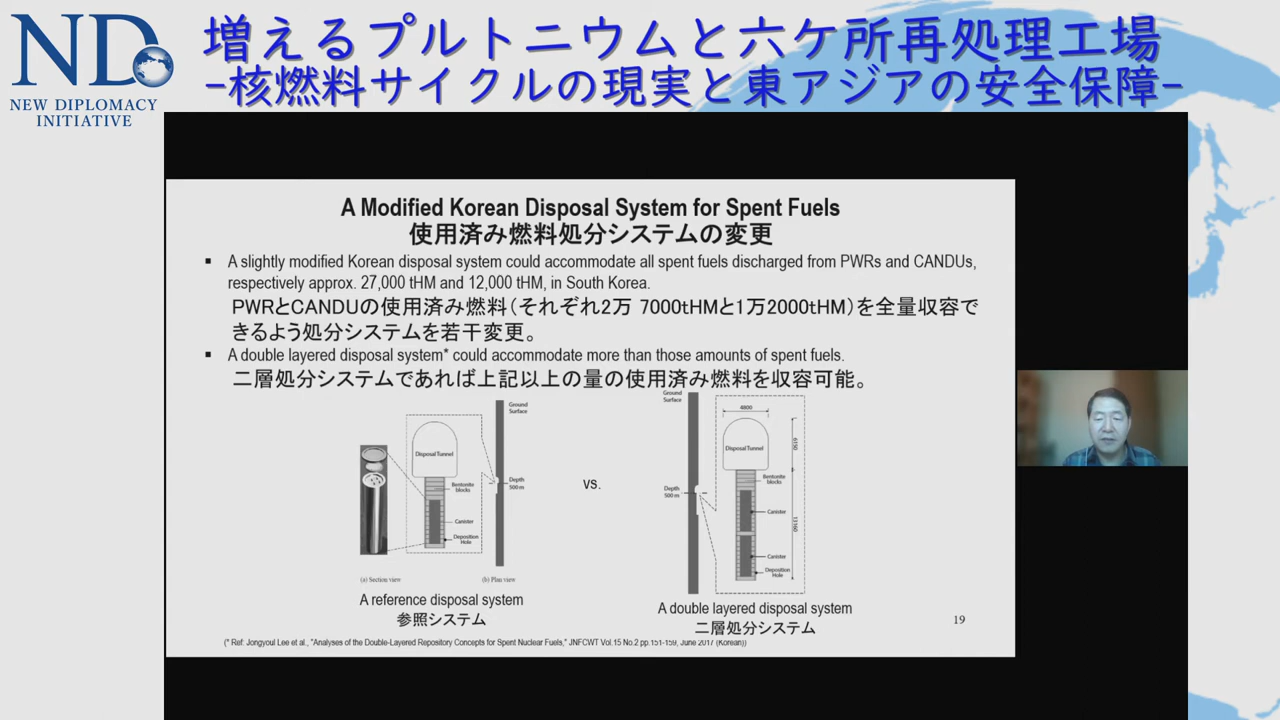 ND
NEW DIPLOMACY
INITIATIVE
増えるプルトニウムと六ケ所再処理工場
-核燃料サイクルの現実と東アジアの安全保障-
A Modified Korean Disposal System for Spent Fuels
使用済み燃料処分システムの変更
▪ A slightly modified Korean disposal system could accommodate all spent fuels discharged from PWRs and CANDUs,
respectively approx. 27,000 tHM and 12,000 tHM, in South Korea.
PWRとCANDUの使用済み燃料(それぞれ2万 7000tHMと1万2000tHM)を全量収容で
きるよう処分システムを若干変更。
▪ A double layered disposal system* could accommodate more than those amounts of spent fuels.
二層処分システムであれば上記以上の量の使用済み燃料を収容可能。
Ground
Surface
Disposal Tunnel
Bentonite
blocks
Depth
500 m
Canister
Deposition
Hole
(a) Section view
(b) Plan view
A reference disposal system
参照システム
vs.
Ground
Surface
4800
Disposal Tunnel
6150
Bentonite
blocks
Depth
500 m
Canister
Canister
Deposition
Hole
A double layered disposal system
二層処分システム
19
(* Ref: Jongyoul Lee et al., "Analyses of the Double-Layered Repository Concepts for Spent Nuclear Fuels," JNFCWT Vol.15 No.2 pp.151-159, June 2017 (Korean))